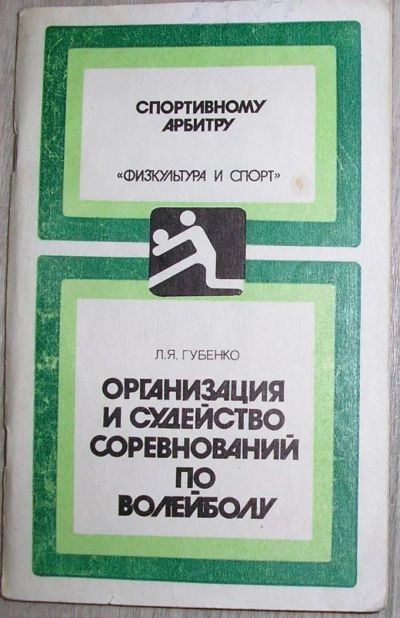 СПОРТИВНОМУ
АРБИТРУ
«ФИЗКУЛЬТУРА И СПОРТ»
Л.Я. ГУБЕНКО
ОРГАНИЗАЦИЯ
И СУДЕЙСТВО
СОРЕВНОВАНИЙ
ПО
ВОЛЕЙБОЛУ